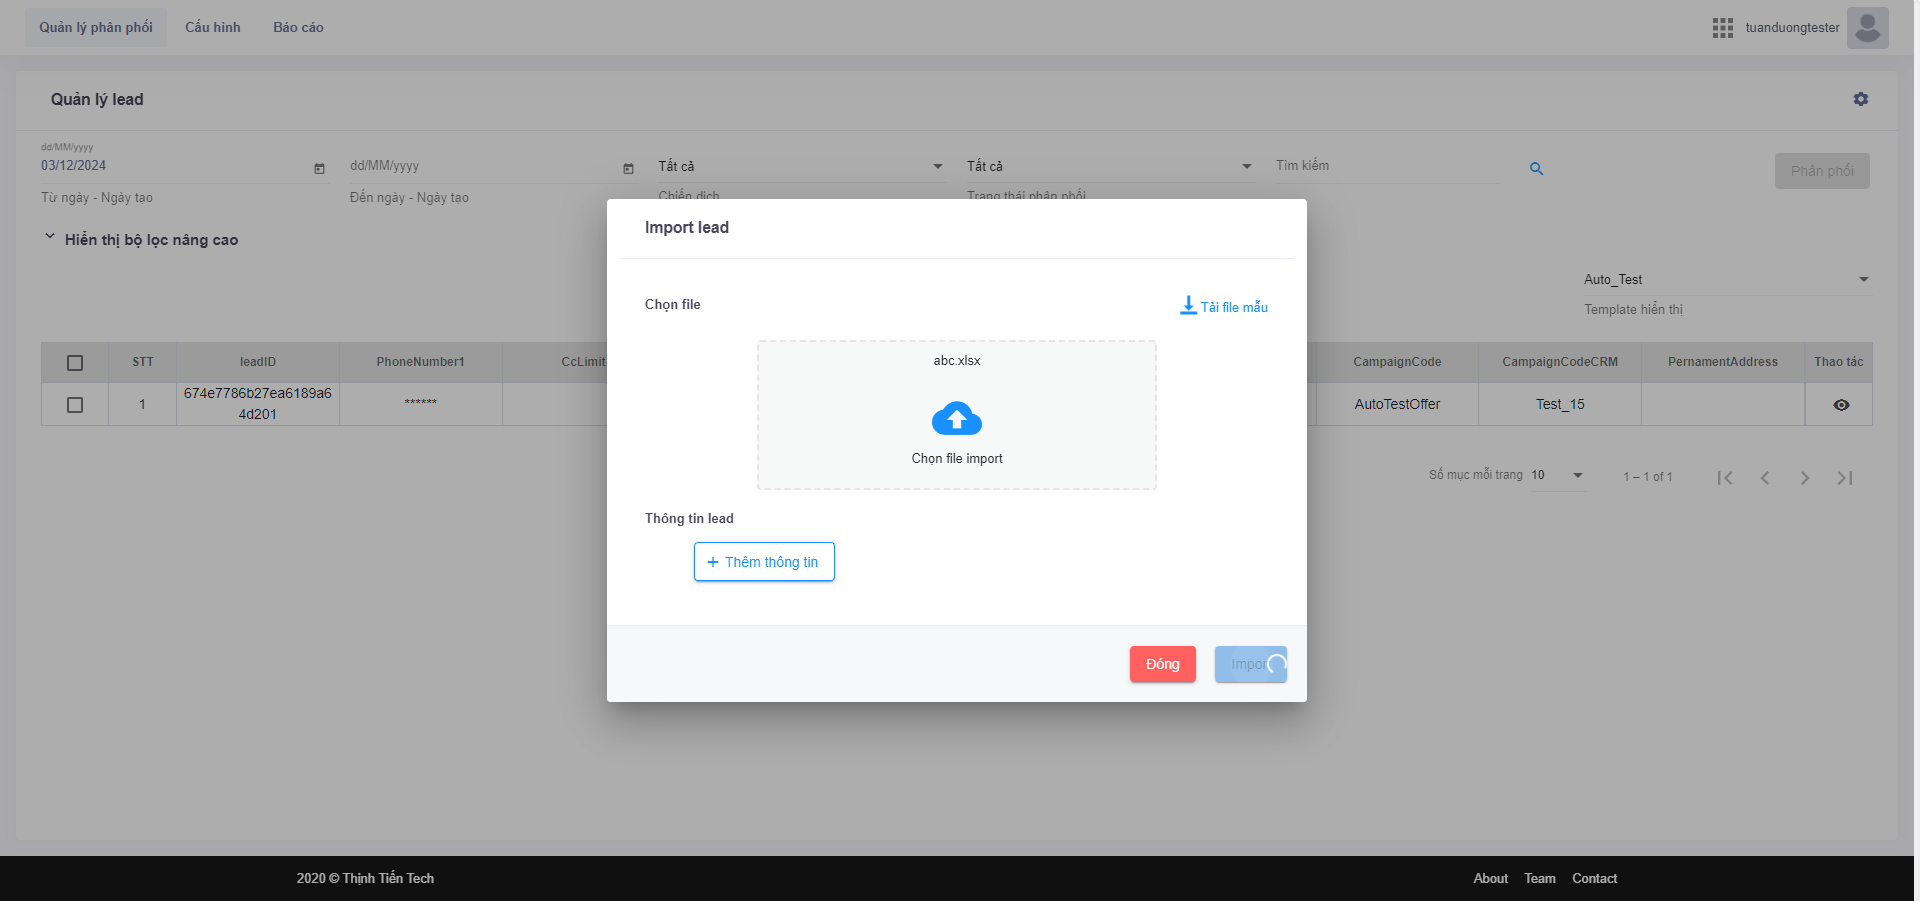 Quản lý phân phối Cấu hình Báo cáo tuanduongtester
Quản lý lead
dd/MM/yyyy
03/12/2024 dd/MM/yyyy Tất cả Tất cả Tìm kiếm Phân phối
Từ ngày - Ngày tạo Đến ngày - Ngày tạo Chiến dịch Trạng thái phân phối
Hiển thị bộ lọc nâng cao
Auto_Test
Template hiển thị
Import lead
Chọn file Tải file mẫu
abc.xlsx
Chọn file import
Thông tin lead
+ Thêm thông tin
Đóng Import
STT leadID PhoneNumber1 CcLimit CampaignCode CampaignCodeCRM PernamentAddress Thao tác
1 674e7786b27ea6189a6 ****** AutoTestOffer Test_15
4d201
Số mục mỗi trang 10 1 – 1 of 1
2020 © Thịnh Tiến Tech About Team Contact